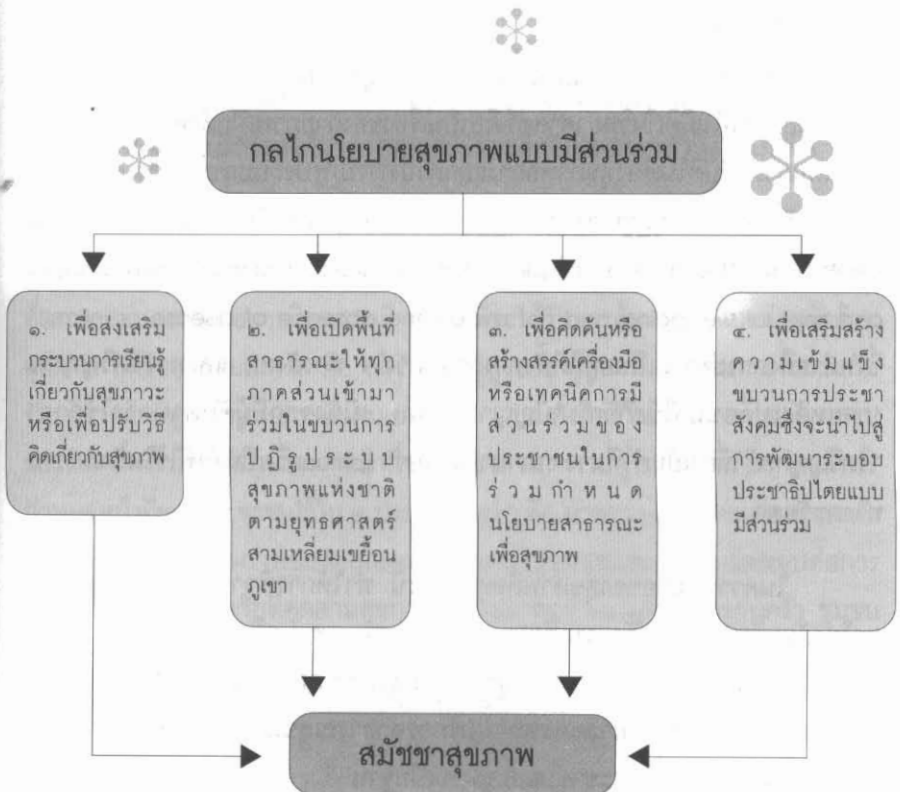 กลไกนโยบายสุขภาพแบบมีส่วนร่วม
๑. เพื่อส่งเสริม
กระบวนการเรียนรู้
เกี่ยวกับสุขภาวะ
หรือเพื่อปรับวิธี
คิดเกี่ยวกับสุขภาพ
๒. เพื่อเปิดพื้นที่
สาธารณะให้ทุก
ภาคส่วนเข้ามา
ร่วมในขบวนการ
ปฏิรูประบบ
สุขภาพแห่งชาติ
ตามยุทธศาสตร์
สามเหลี่ยมเขยื้อน
ภูเขา
๓. เพื่อคิดค้นหรือ
สร้างสรรค์เครื่องมือ
หรือเทคนิคการมี
ส่วนร่วมของ
ประชาชนในการ
ร่วมกำหนด
นโยบายสาธารณะ
เพื่อสุขภาพ
๔. เพื่อเสริมสร้าง
ความเข้มแข็ง
ขบวนการประชา
สังคมซึ่งจะนำไปสู่
การพัฒนาระบอบ
ประชาธิปไตยแบบ
มีส่วนร่วม
สมัชชาสุขภาพ